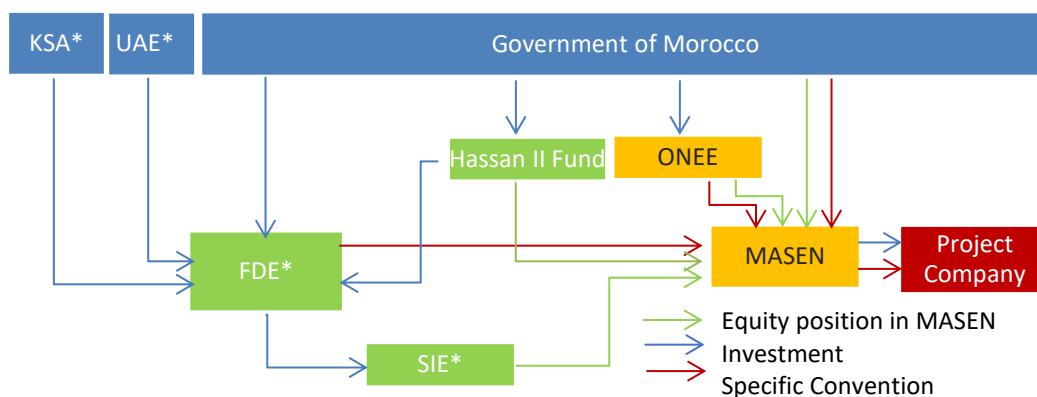 KSA*
UAE*
Government of Morocco
Hassan II Fund
ONEE
FDE*
MASEN
Project
Company
SIE*
Equity position in MASEN
Investment
Specific Convention